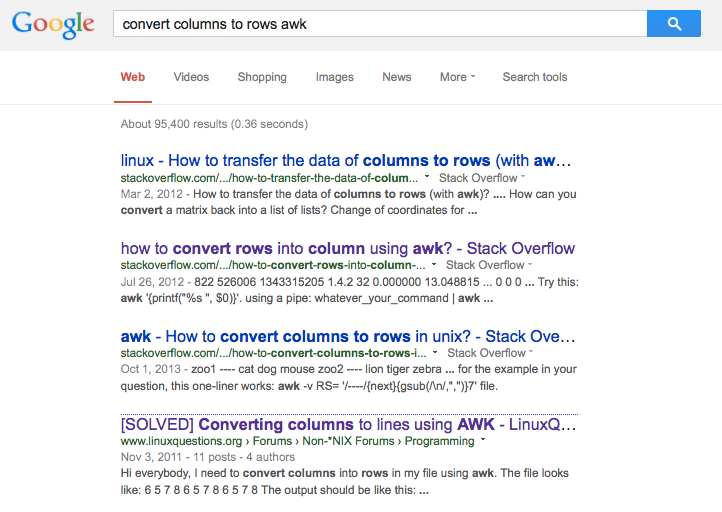 Google convert columns to rows awk
Web Videos Shopping Images News More Search tools
About 95,400 results (0.36 seconds)
linux - How to transfer the data of columns to rows (with aw…
stackoverflow.com/.../how-to-transfer-the-data-of-colum... Stack Overflow
Mar 2, 2012 - How to transfer the data of columns to rows (with awk)? .... How can you
convert a matrix back into a list of lists? Change of coordinates for ...
how to convert rows into column using awk? - Stack Overflow
stackoverflow.com/.../how-to-convert-rows-into-column-... Stack Overflow
Jul 26, 2012 - 822 526006 1343315205 1.4.2 32 0.000000 13.048815 ... 0 0 0 ... Try this:
awk '{printf("%s ", $0)}'. using a pipe: whatever_your_command | awk ...
awk - How to convert columns to rows in unix? - Stack Ove…
stackoverflow.com/.../how-to-convert-columns-to-rows-i... Stack Overflow
Oct 1, 2013 - zoo1 ---- cat dog mouse zoo2 ---- lion tiger zebra ... for the example in your
question, this one-liner works: awk -v RS= '/----/{next}{gsub(/\n/,",")}7' file.
[SOLVED] Converting columns to lines using AWK - LinuxQ…
www.linuxquestions.org › Forums › Non-*NIX Forums › Programming
Nov 3, 2011 - 11 posts - 4 authors
Hi everybody, I need to convert columns into rows in my file using awk. The file looks
like: 6 5 7 8 6 5 7 8 6 5 7 8 The output should be like this: ...